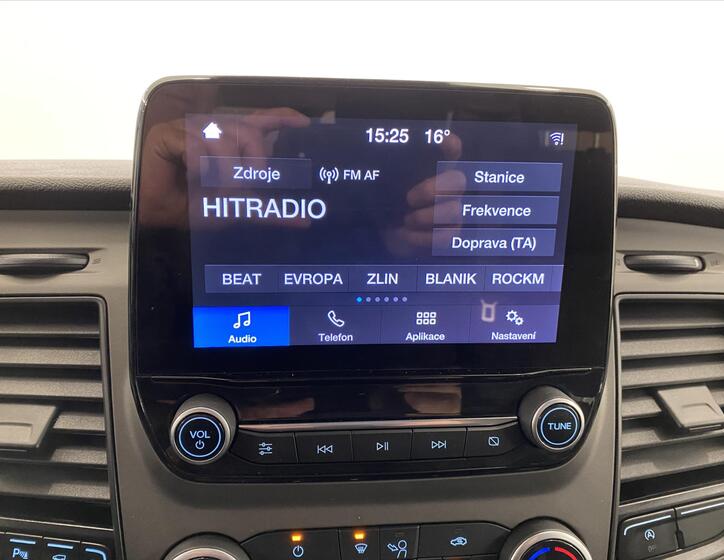 15:25 16°
Zdroje FM AF Stanice
HITRADIO Frekvence
Doprava (TA)
BEAT EVROPA ZLIN BLANIK ROCKM
Audio Telefon Aplikace Nastavení
VOL TUNE